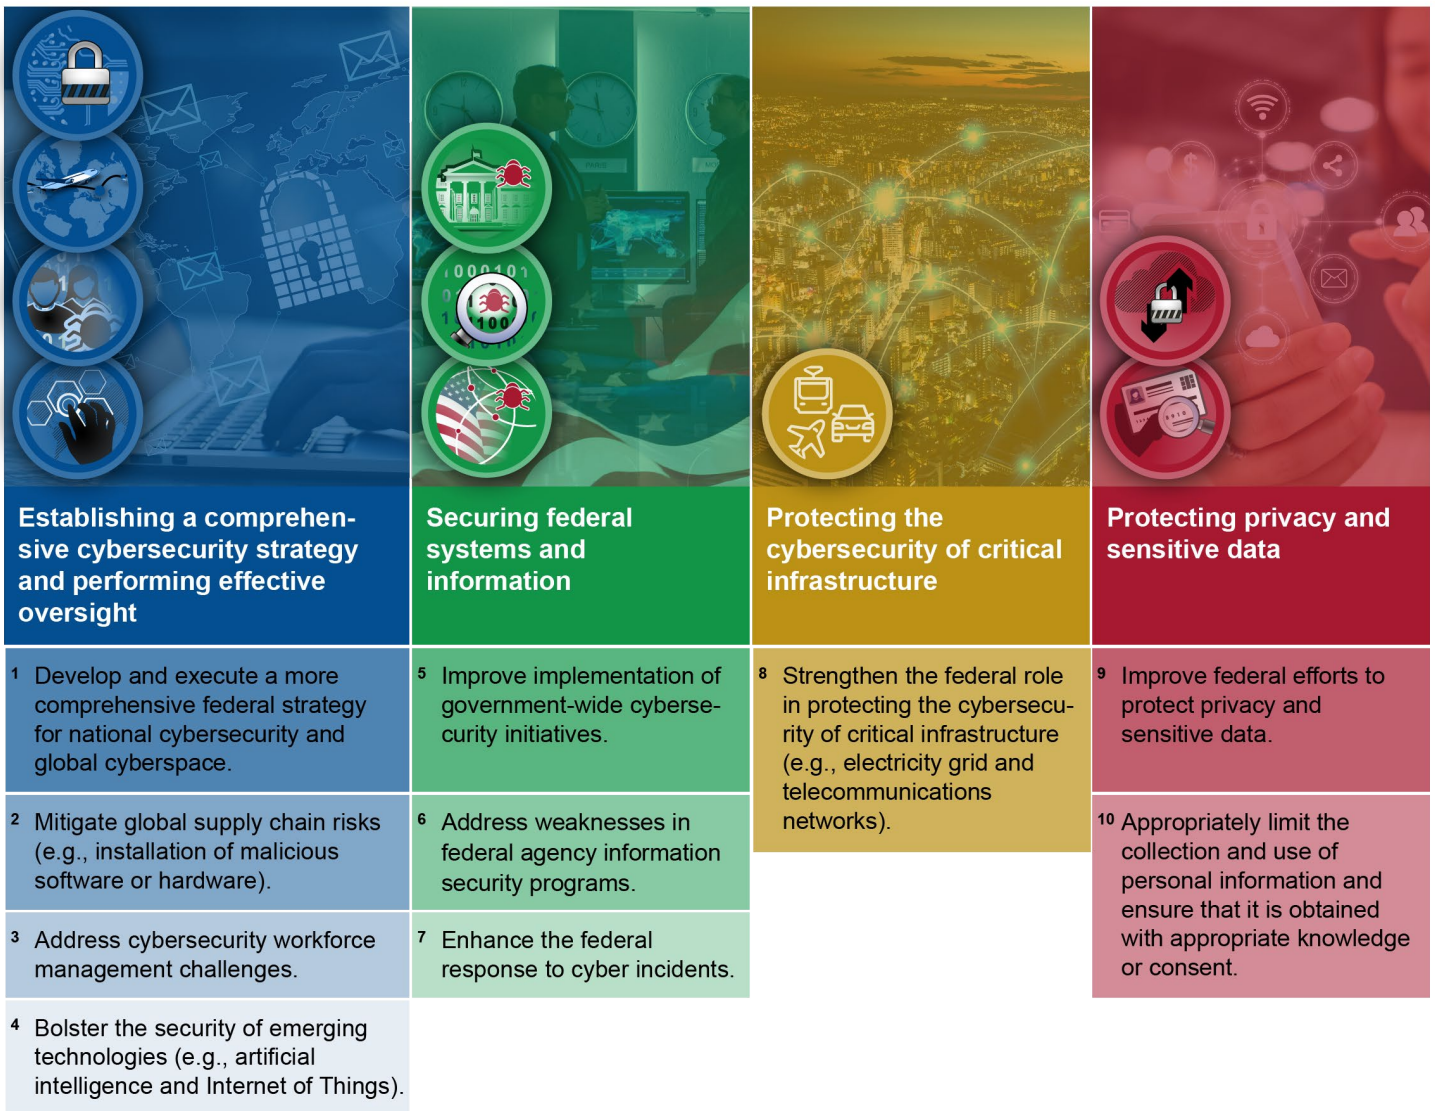 Establishing a comprehen-
sive cybersecurity strategy
and performing effective
oversight
1 Develop and execute a more
comprehensive federal strategy
for national cybersecurity and
global cyberspace.
2 Mitigate global supply chain risks
(e.g., installation of malicious
software or hardware).
3 Address cybersecurity workforce
management challenges.
4 Bolster the security of emerging
technologies (e.g., artificial
intelligence and Internet of Things).
PARIS
000101
100
Securing federal
systems and
information
5 Improve implementation of
government-wide cyberse-
curity initiatives.
6 Address weaknesses in
federal agency information
security programs.
7 Enhance the federal
response to cyber incidents.
Protecting the
cybersecurity of critical
infrastructure
8 Strengthen the federal role
in protecting the cybersecu-
rity of critical infrastructure
(e.g., electricity grid and
telecommunications
networks).
Protecting privacy and
sensitive data
9 Improve federal efforts to
protect privacy and
sensitive data.
10 Appropriately limit the
collection and use of
personal information and
ensure that it is obtained
with appropriate knowledge
or consent.